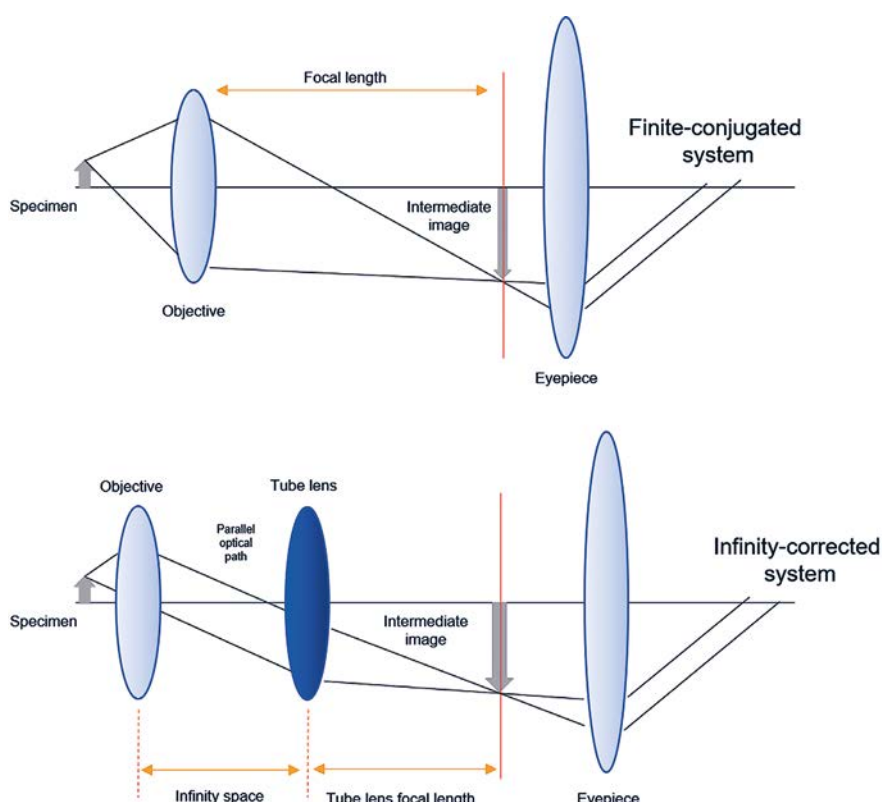 Focal length
Finite-conjugated
system
Specimen
Intermediate
image
Objective
Eyepiece
Objective
Tube lens
Parallel
optical
path
Infinity-corrected
system
Specimen
Intermediate
image
Infinity space
Tube lens focal length
Eyepiece